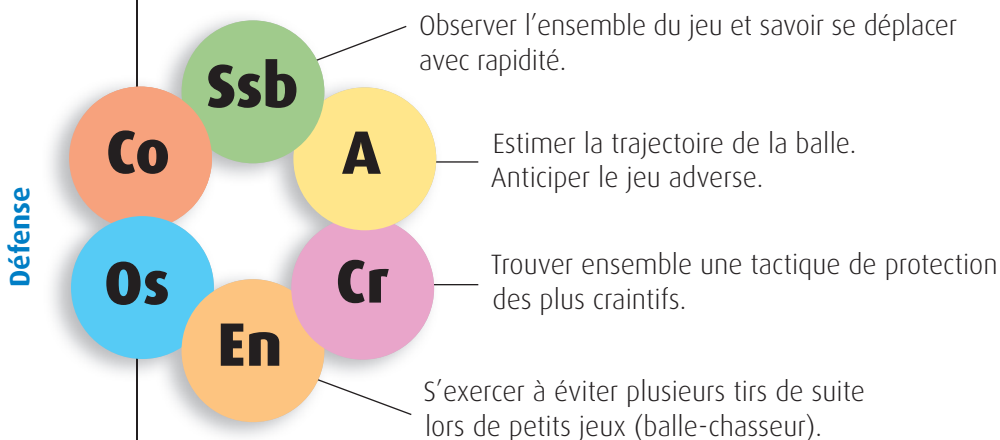 Défense
Observer l'ensemble du jeu et savoir se déplacer
avec rapidité.
Ssb
Co
A
Estimer la trajectoire de la balle.
Anticiper le jeu adverse.
Os
Cr
Trouver ensemble une tactique de protection
des plus craintifs.
En
S'exercer à éviter plusieurs tirs de suite
lors de petits jeux (balle-chasseur).